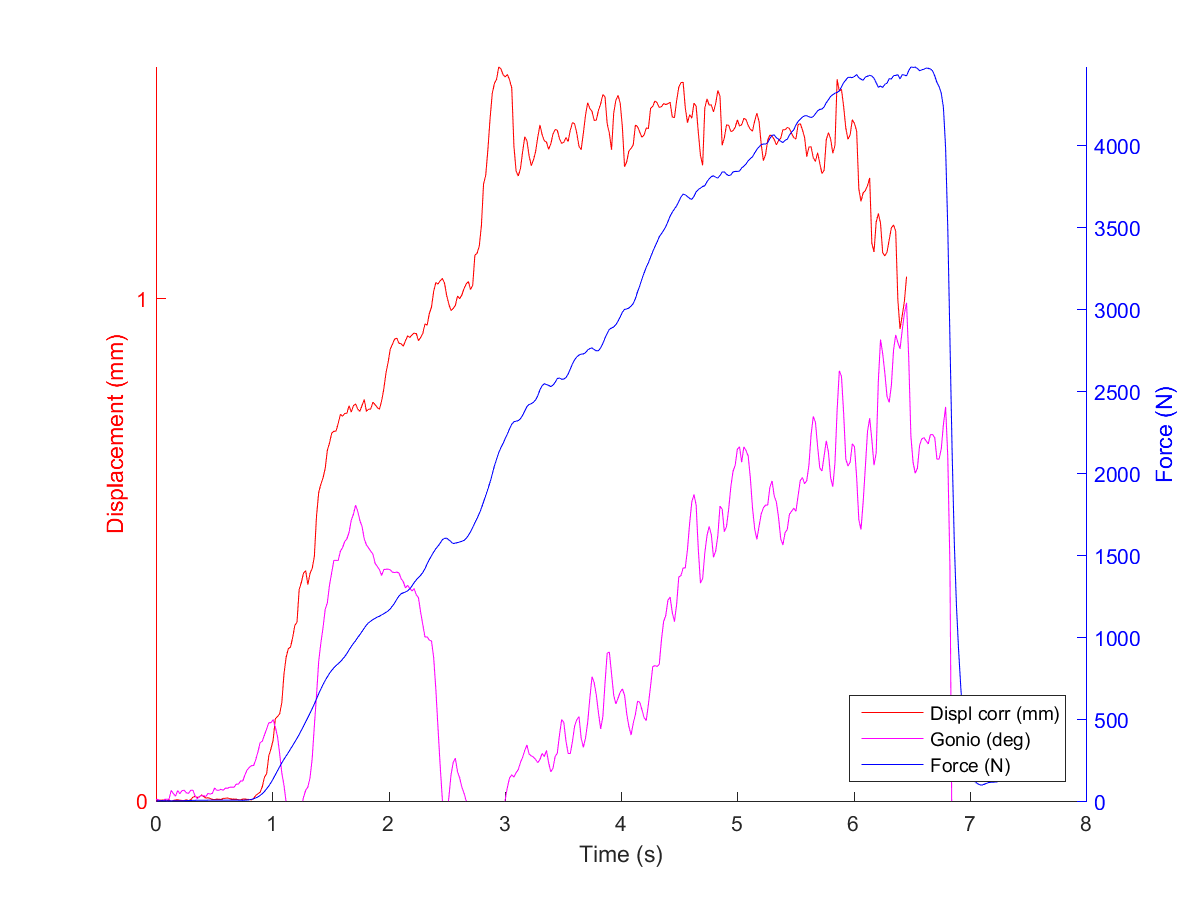 Displacement (mm)
1
0
4000
3500
3000
2500
2000
1500
1000
500
0
Force (N)
Displ corr (mm)
Gonio (deg)
Force (N)
0 1 2 3 4 5 6 7 8
Time (s)